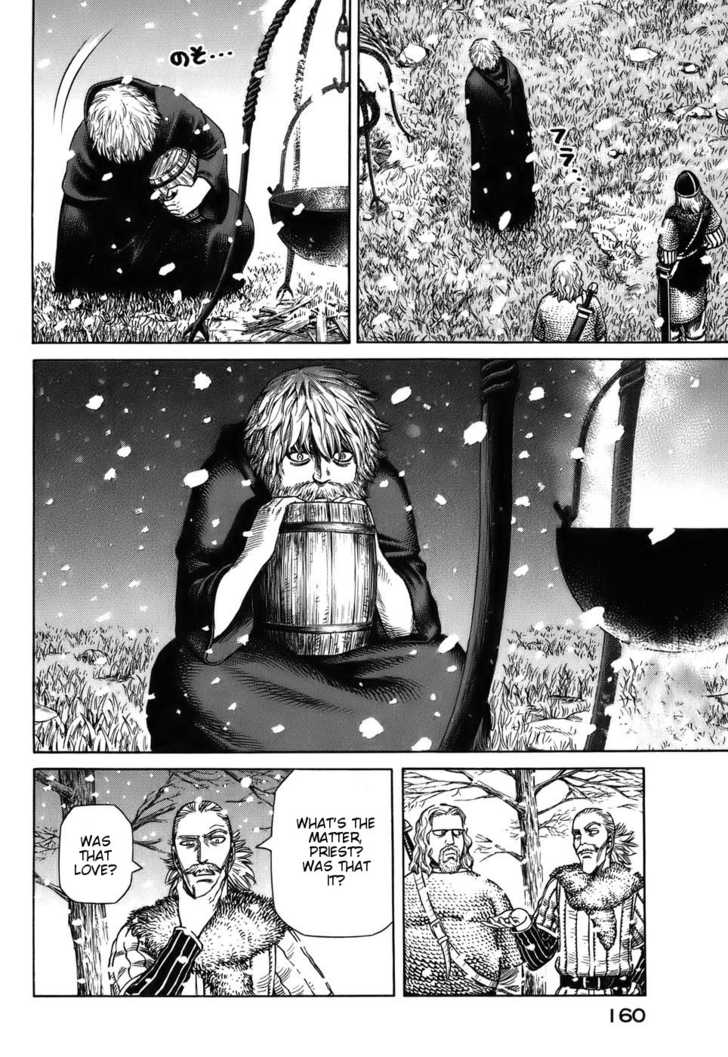 フラ...
のそ...
WHAT'S THE
MATTER,
PRIEST?
WAS THAT
IT?
WAS
THAT
LOVE?
160